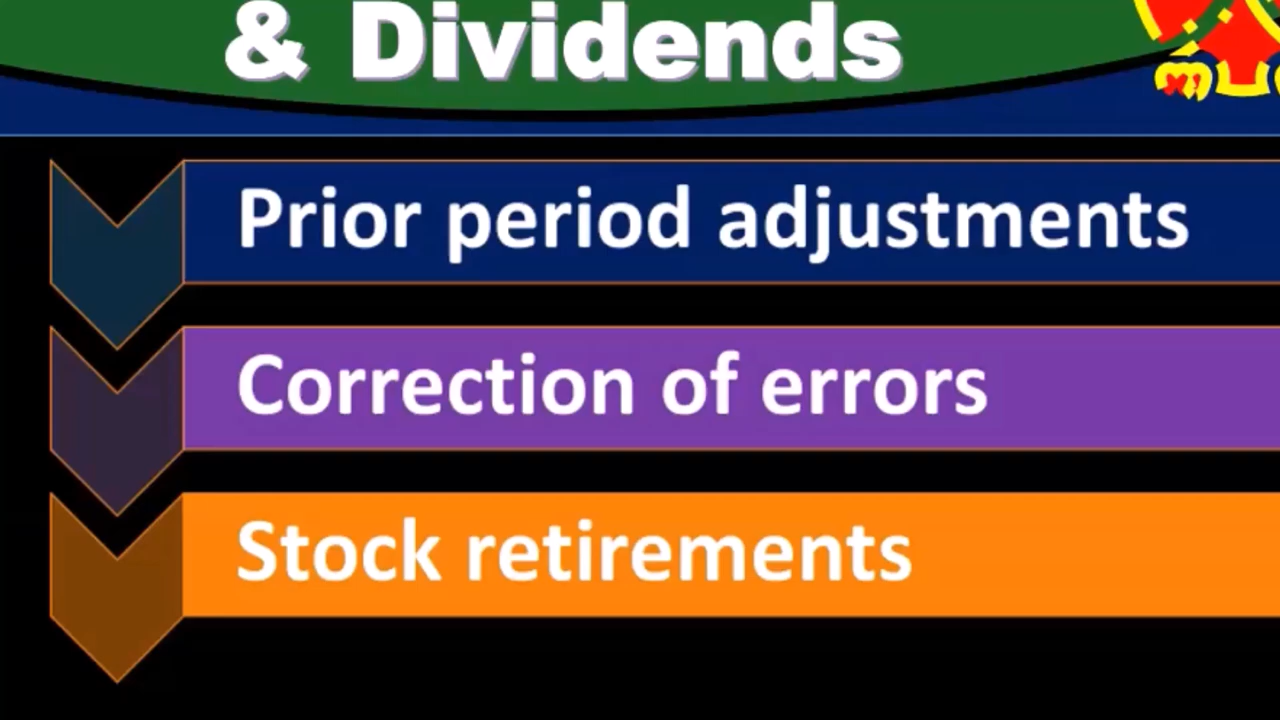 & Dividends
Prior period adjustments
Correction of errors
Stock retirements